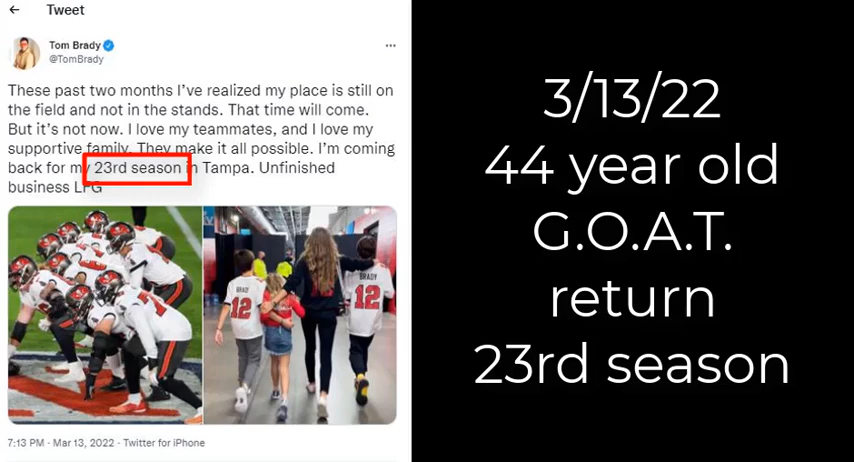 Tweet
Tom Brady
@TomBrady
These past two months I've realized my place is still on
the field and not in the stands. That time will come.
But it's not now. I love my teammates, and I love my
supportive family. They make it all possible. I'm coming
back for my 23rd season in Tampa. Unfinished
business LFG
BRADY
12
BRADY
12
7:13 PM · Mar 13, 2022 · Twitter for iPhone
3/13/22
44 year old
G.O.A.T.
return
23rd season